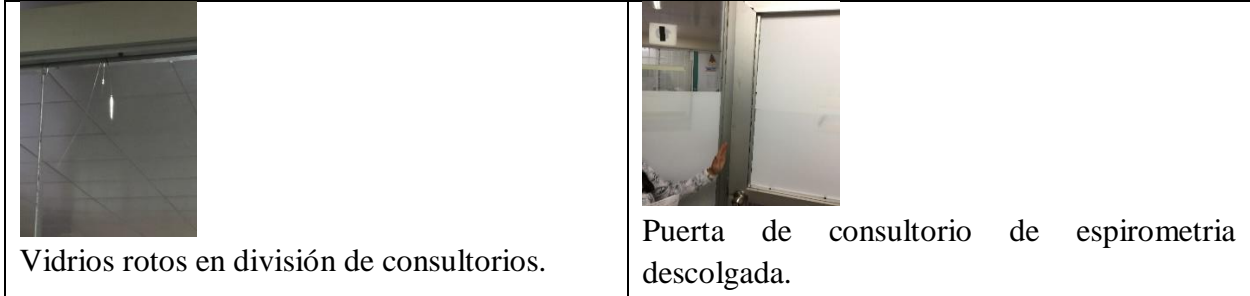 Vidrios rotos en división de consultorios.
Puerta de consultorio de espirometria
descolgada.